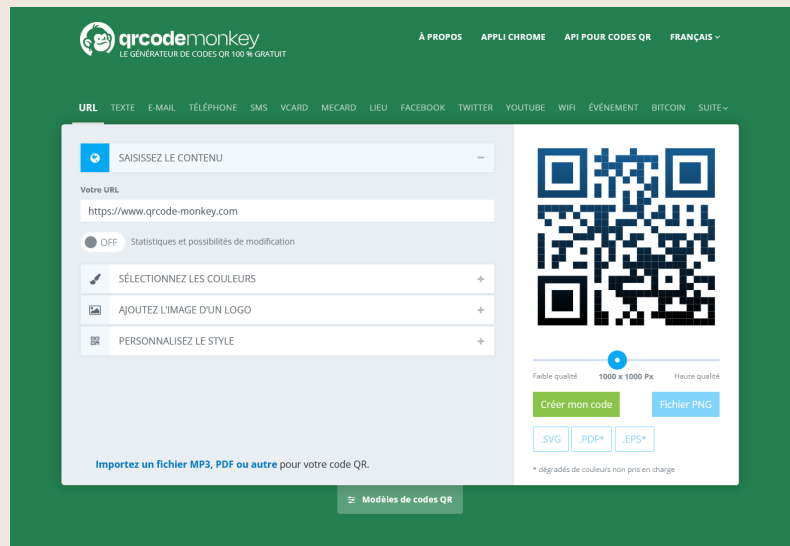 qrcodemonkey
LE GÉNÉRATEUR DE CODES QR 100 % GRATUIT
À PROPOS APPLI CHROME API POUR CODES QR FRANÇAIS
URL TEXTE E-MAIL TÉLÉPHONE SMS VCARD MECARD LIEU FACEBOOK TWITTER YOUTUBE WIFI ÉVÉNEMENT BITCOIN SUITE
SAISISSEZ LE CONTENU
Votre URL
https://www.qrcode-monkey.com
OFF Statistiques et possibilités de modification
SÉLECTIONNEZ LES COULEURS
AJOUTEZ L'IMAGE D'UN LOGO
PERSONNALISEZ LE STYLE
Importez un fichier MP3, PDF ou autre pour votre code QR.
Faible qualité 1000 x 1000 Px Haute qualité
Créer mon code Fichier PNG
.SVG .PDF* .EPS*
* dégradés de couleurs non pris en charge
Modèles de codes QR